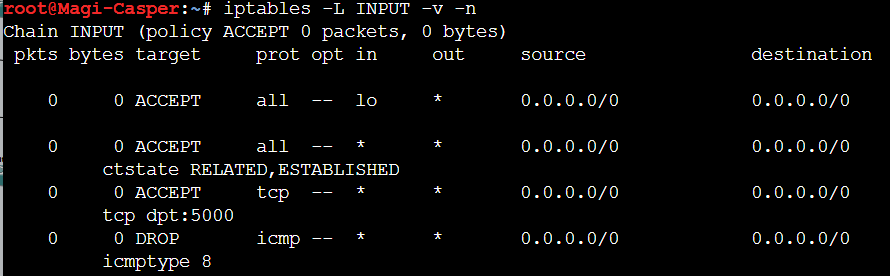 root@Magi-Casper:~# iptables -L INPUT -v -n
Chain INPUT (policy ACCEPT 0 packets, 0 bytes)
 pkts bytes target     prot opt in     out     source               destination
    0     0 ACCEPT     all  --  lo     *       0.0.0.0/0            0.0.0.0/0
    0     0 ACCEPT     all  --  *      *       0.0.0.0/0            0.0.0.0/0
         ctstate RELATED,ESTABLISHED
    0     0 ACCEPT     tcp  --  *      *       0.0.0.0/0            0.0.0.0/0
         tcp dpt:5000
    0     0 DROP       icmp --  *      *       0.0.0.0/0            0.0.0.0/0
         icmptype 8